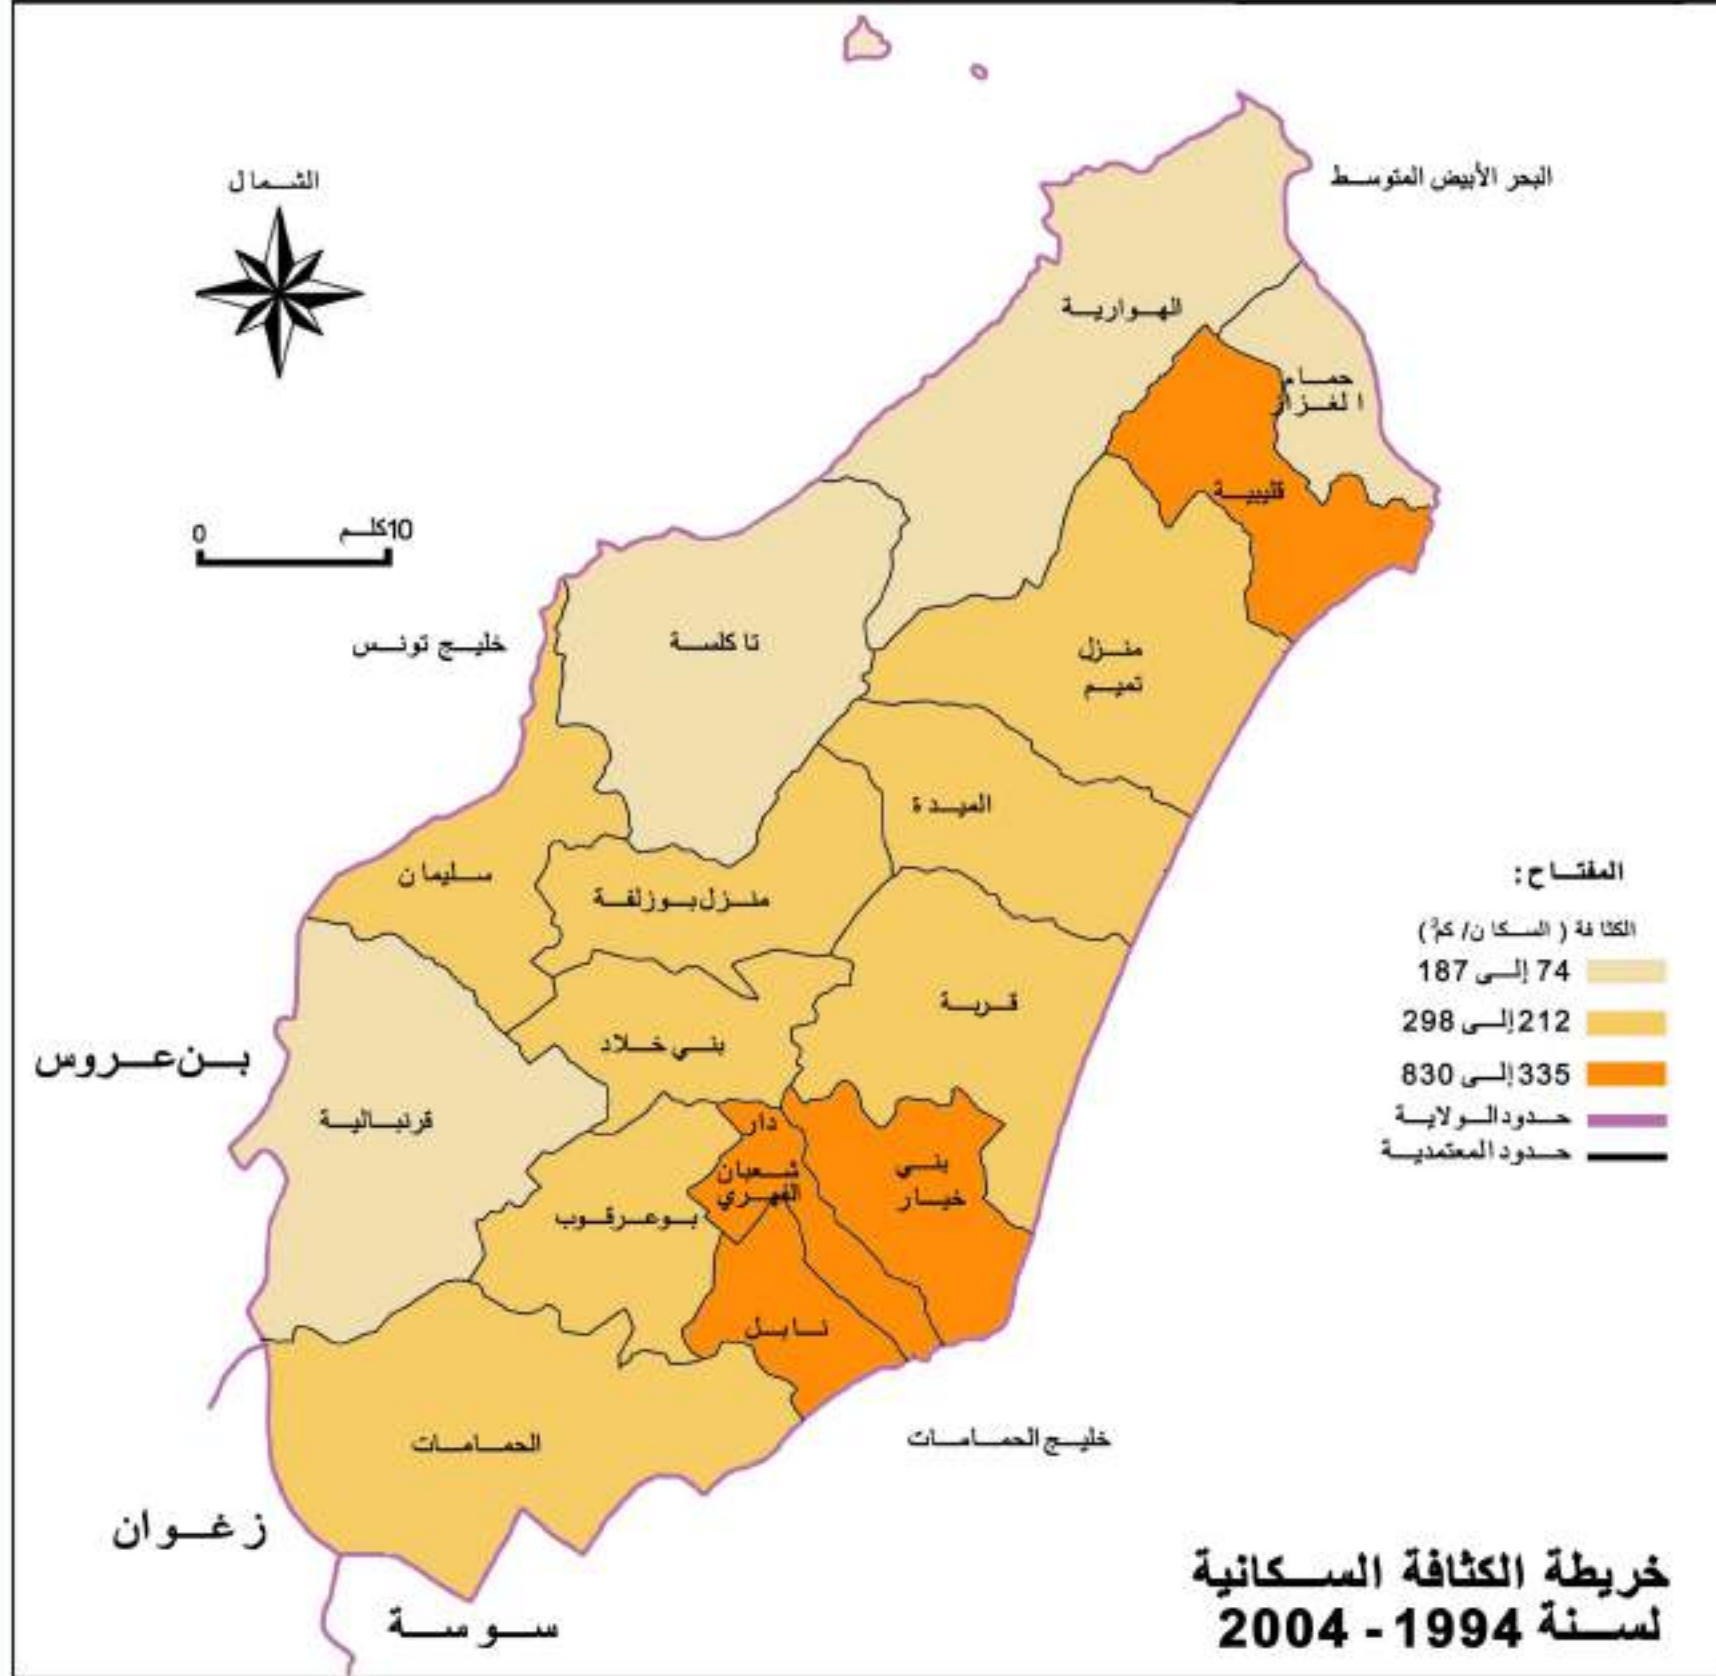 البحر الأبيض المتوسط
الشمال
الهوارية
حمام
الغزاز
قليبية
0
10كلم
خليج تونس
تاكلسة
منزل
تميم
الميدة
سليمان
منزل بوزلفة
المفتاح:
الكثافة (السكان/كم²)
74 إلى 187
212 إلى 298
335 إلى 830
حدود الولاية
حدود المعتمدية
قربة
بني خلاد
بن عروس
قرنبالية
دار
شعبان
الفهري
بني
خيار
بوعرقوب
نابل
الحمامات
خليج الحمامات
زغوان
سوسة
خريطة الكثافة السكانية
لسنة 1994 - 2004